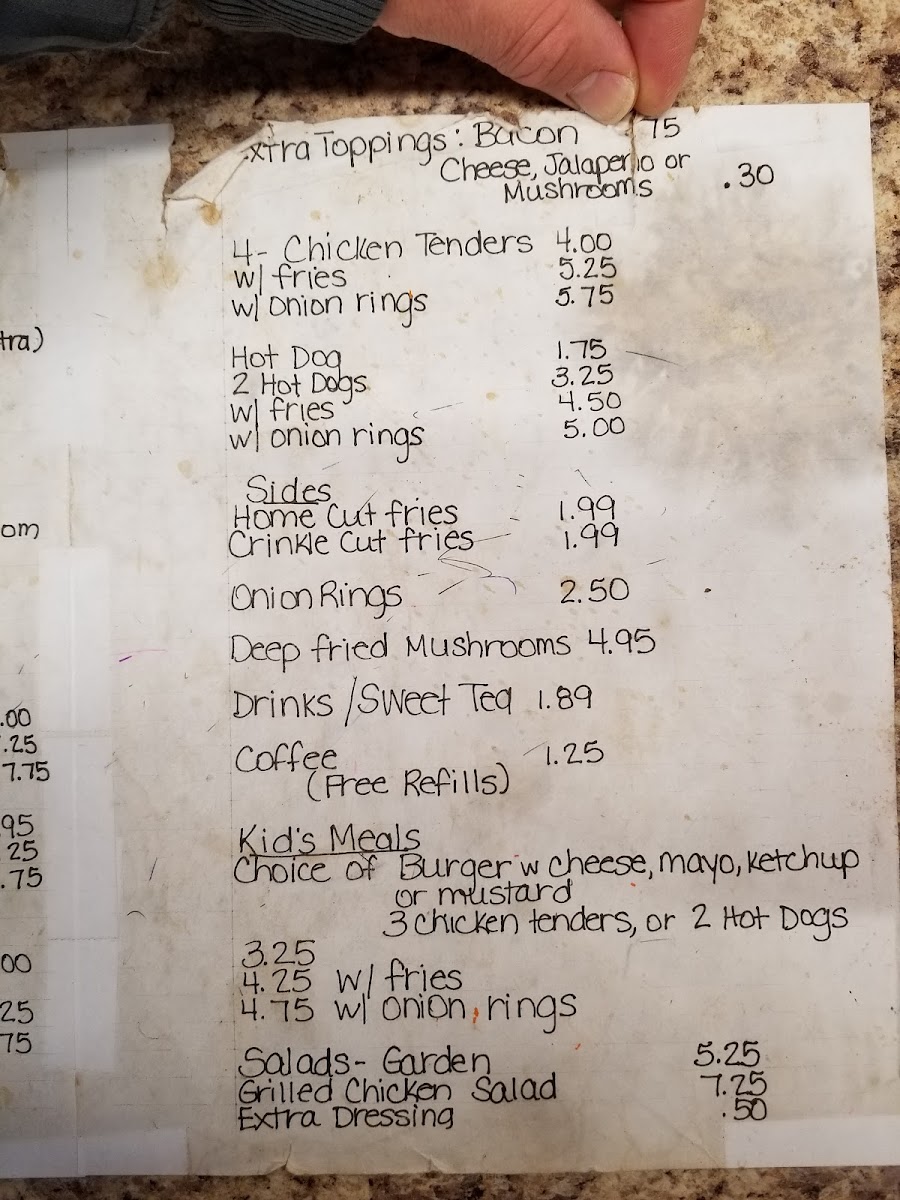 xtra Toppings: Bacon 75
Cheese, Jalapeno or
Mushrooms .30
4- Chicken Tenders 4.00
w/ fries 5.25
w/ onion rings 5.75
Hot Dog 1.75
2 Hot Dogs 3.25
w/ fries 4.50
w/ onion rings 5.00
Sides
Home Cut fries 1.99
Crinkle Cut fries 1.99
Onion Rings 2.50
Deep fried Mushrooms 4.95
Drinks / Sweet Tea 1.89
Coffee 1.25
(Free Refills)
Kid's Meals
Choice of Burger w cheese, mayo, ketchup
or mustard
3 chicken tenders, or 2 Hot Dogs
3.25
4.25 w/ fries
4.75 w/ onion rings
Salads- Garden 5.25
Grilled Chicken Salad 7.25
Extra Dressing .50
tra)
om
.00
.25
7.75
95
25
.75
00
25
75